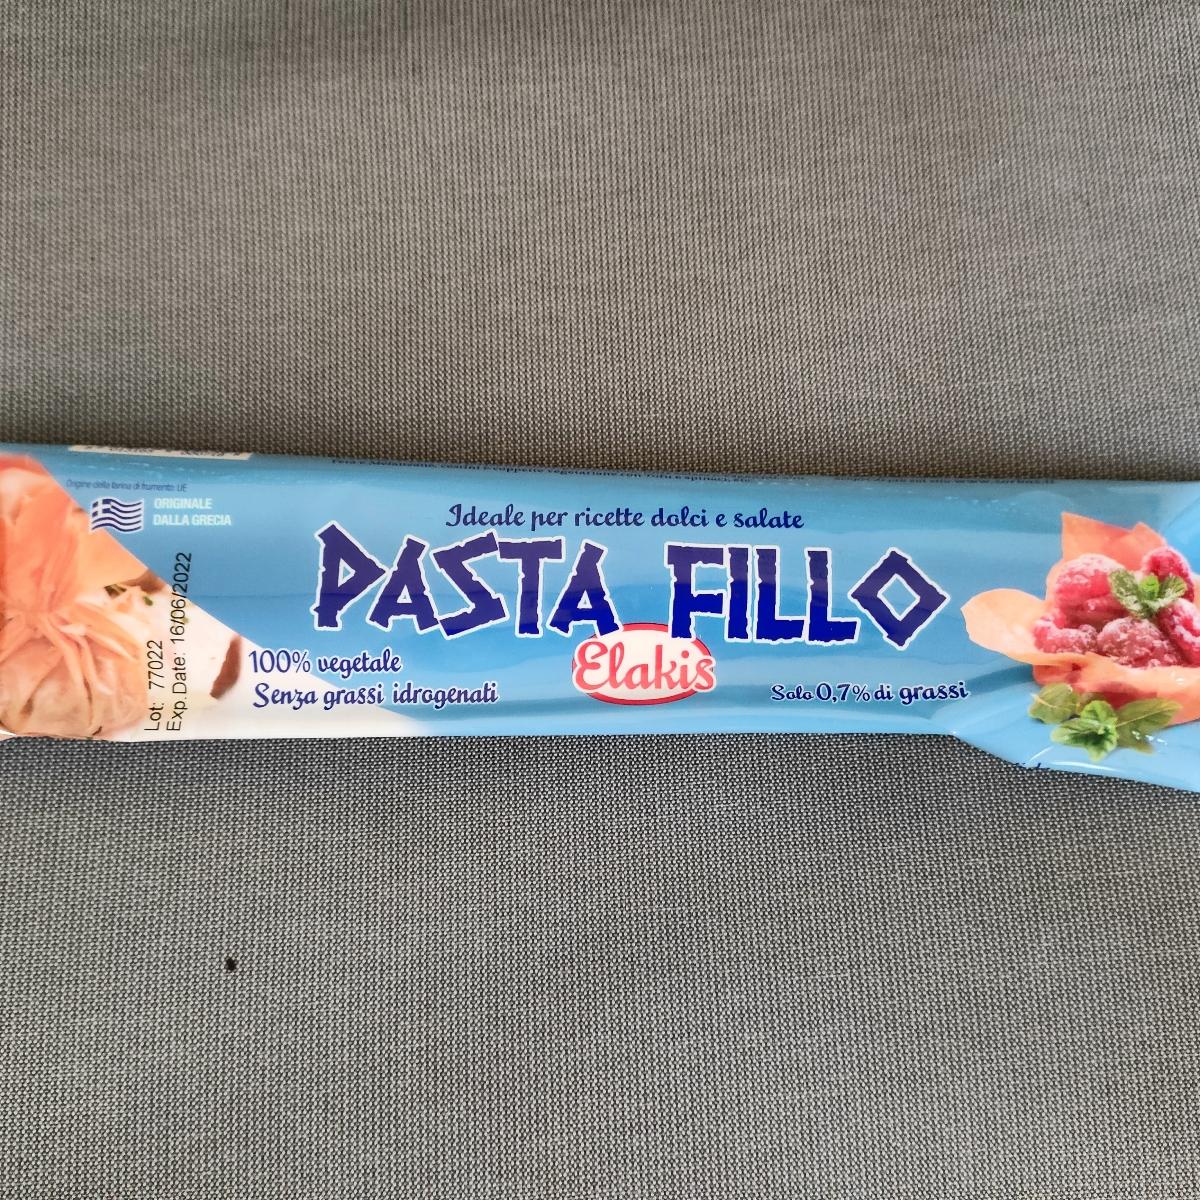 Origine della farina di frumento: UE
ORIGINALE
DALLA GRECIA
Ideale per ricette dolci e salate
PASTA FILLO
Elakis
100% vegetale
Senza grassi idrogenati
Solo 0,7% di grassi
Lot: 77022
Exp.Date: 16/06/2022